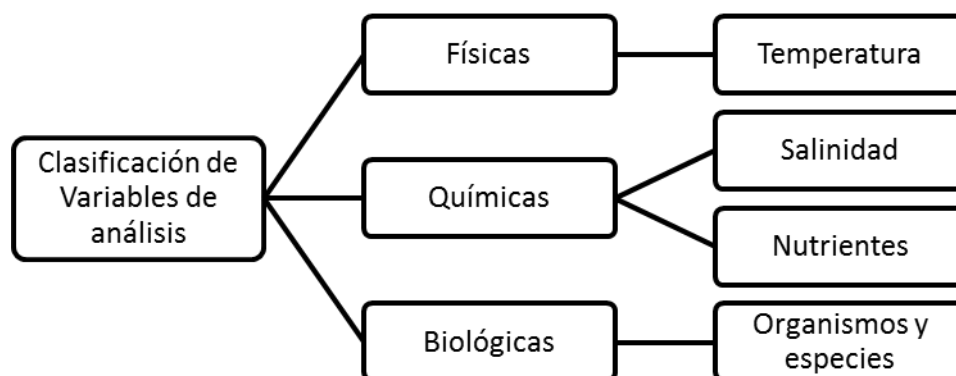 Clasificación de
Variables de
análisis
Físicas
Temperatura
Químicas
Salinidad
Nutrientes
Biológicas
Organismos y
especies